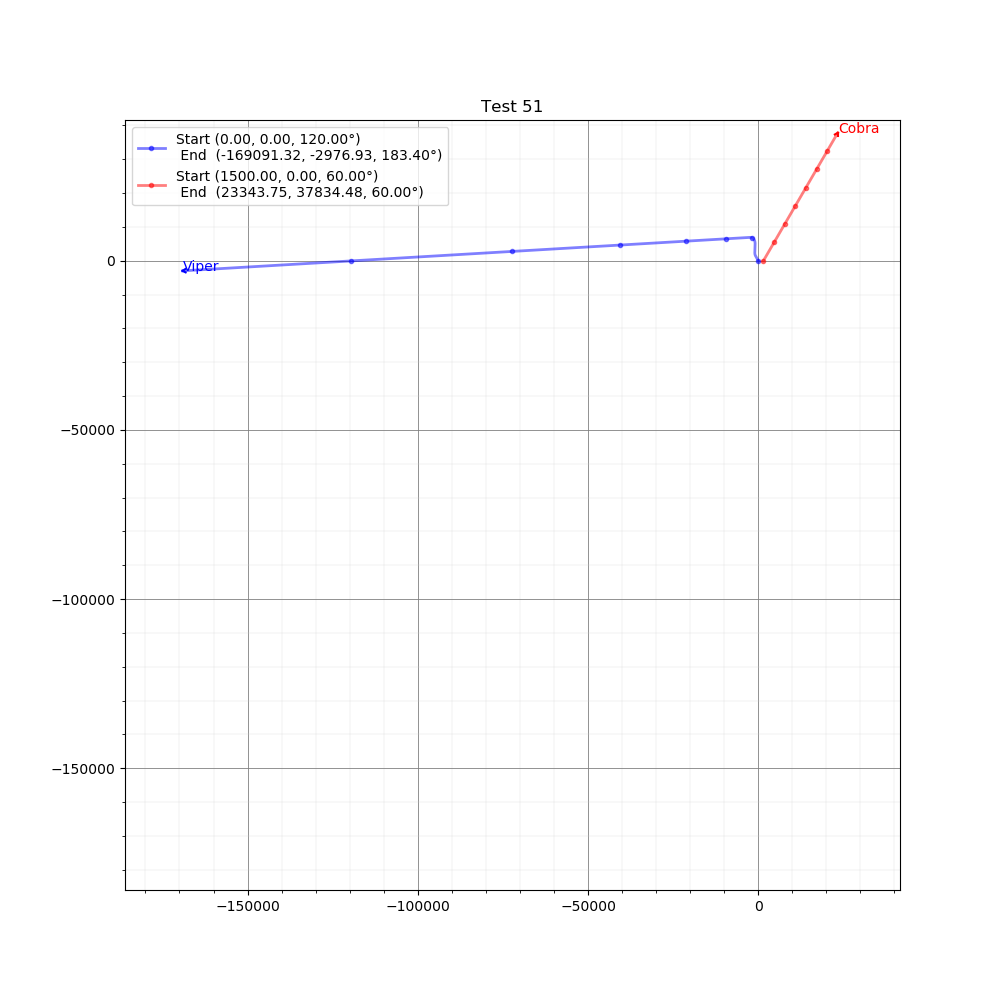 Test 51
Start (0.00, 0.00, 120.00°)
End  (-169091.32, -2976.93, 183.40°)
Start (1500.00, 0.00, 60.00°)
End  (23343.75, 37834.48, 60.00°)
Cobra
Viper
0
−50000
−100000
−150000
−150000
−100000
−50000
0